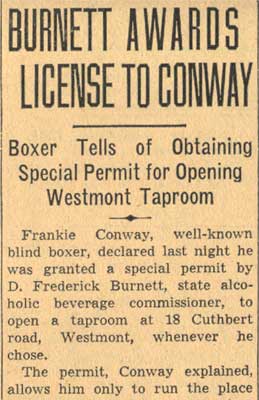 BURNETT AWARDS
LICENSE TO CONWAY
Boxer Tells of Obtaining
Special Permit for Opening
Westmont Taproom
Frankie Conway, well-known
blind boxer, declared last night he
was granted a special permit by
D. Frederick Burnett, state alco-
holic beverage commissioner, to
open a taproom at 18 Cuthbert
road, Westmont, whenever he
chose.
The permit, Conway explained,
allows him only to run the place